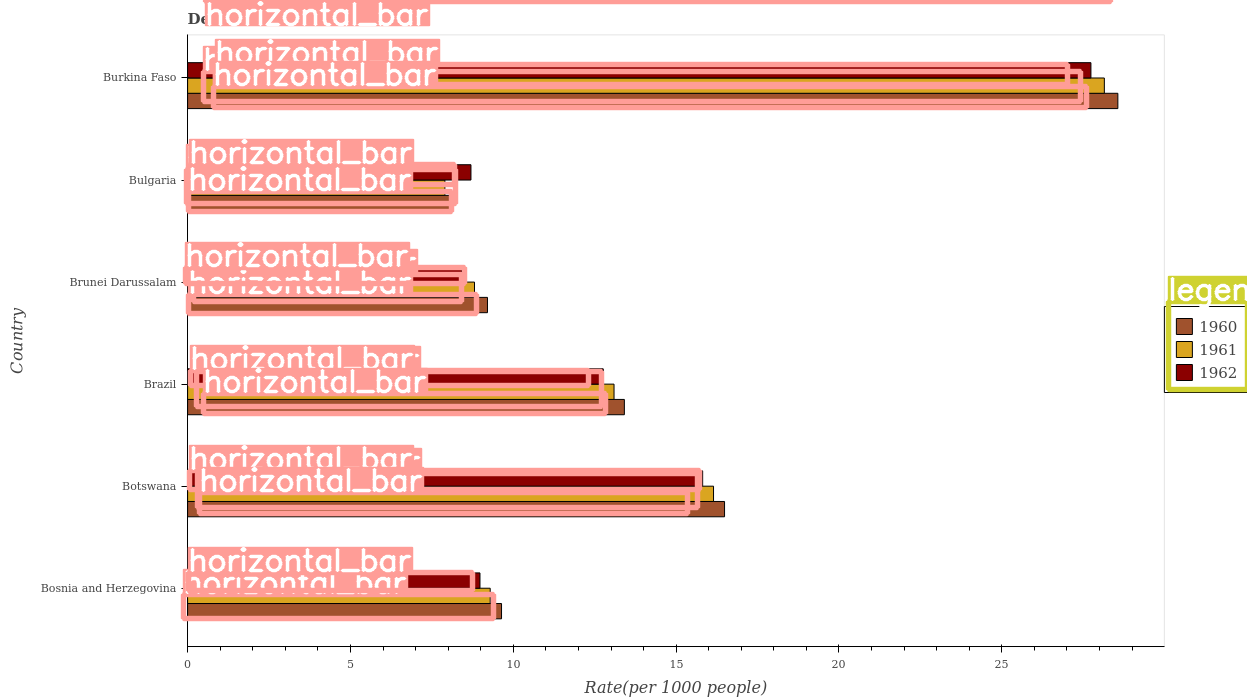 De
horizontal_bar
horizontal_bar
horizontal_bar
Burkina Faso
horizontal_bar
Bulgaria
horizontal_bar
horizontal_bar
Brunei Darussalam
horizontal_bar
legen
1960
1961
1962
Country
horizontal_bar
Brazil
horizontal_bar
horizontal_bar
Botswana
horizontal_bar
horizontal_bar
Bosnia and Herzegovina
horizontal_bar
0 5 10 15 20 25
Rate(per 1000 people)